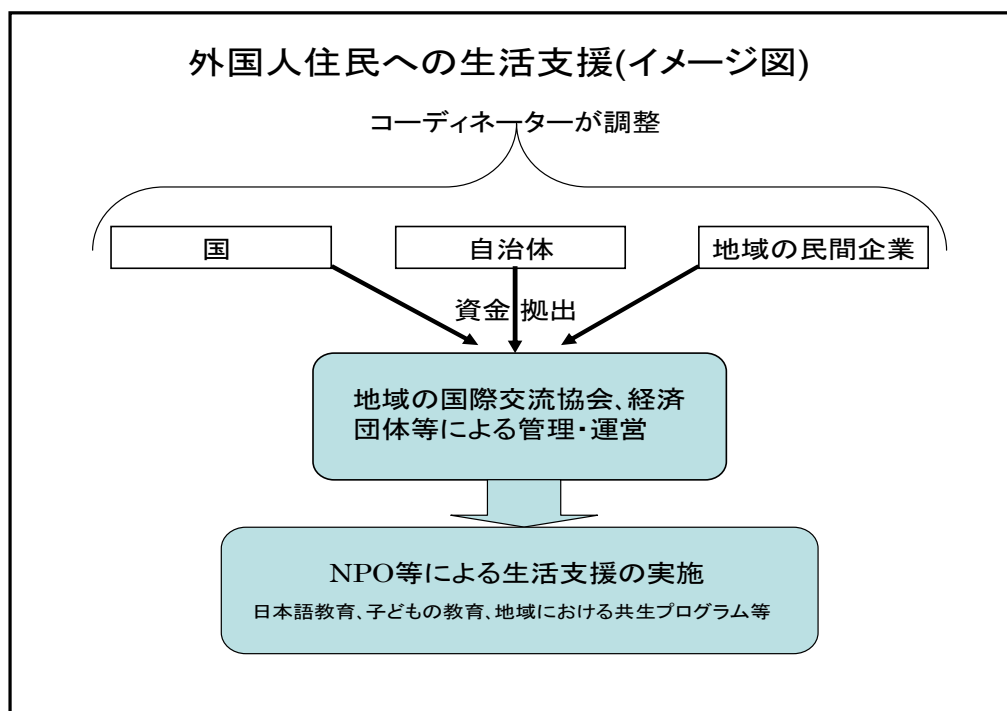 外国人住民への生活支援(イメージ図)
コーディネーターが調整
国
自治体
地域の民間企業
資金 拠出
地域の国際交流協会、経済
団体等による管理・運営
NPO等による生活支援の実施
日本語教育、子どもの教育、地域における共生プログラム等